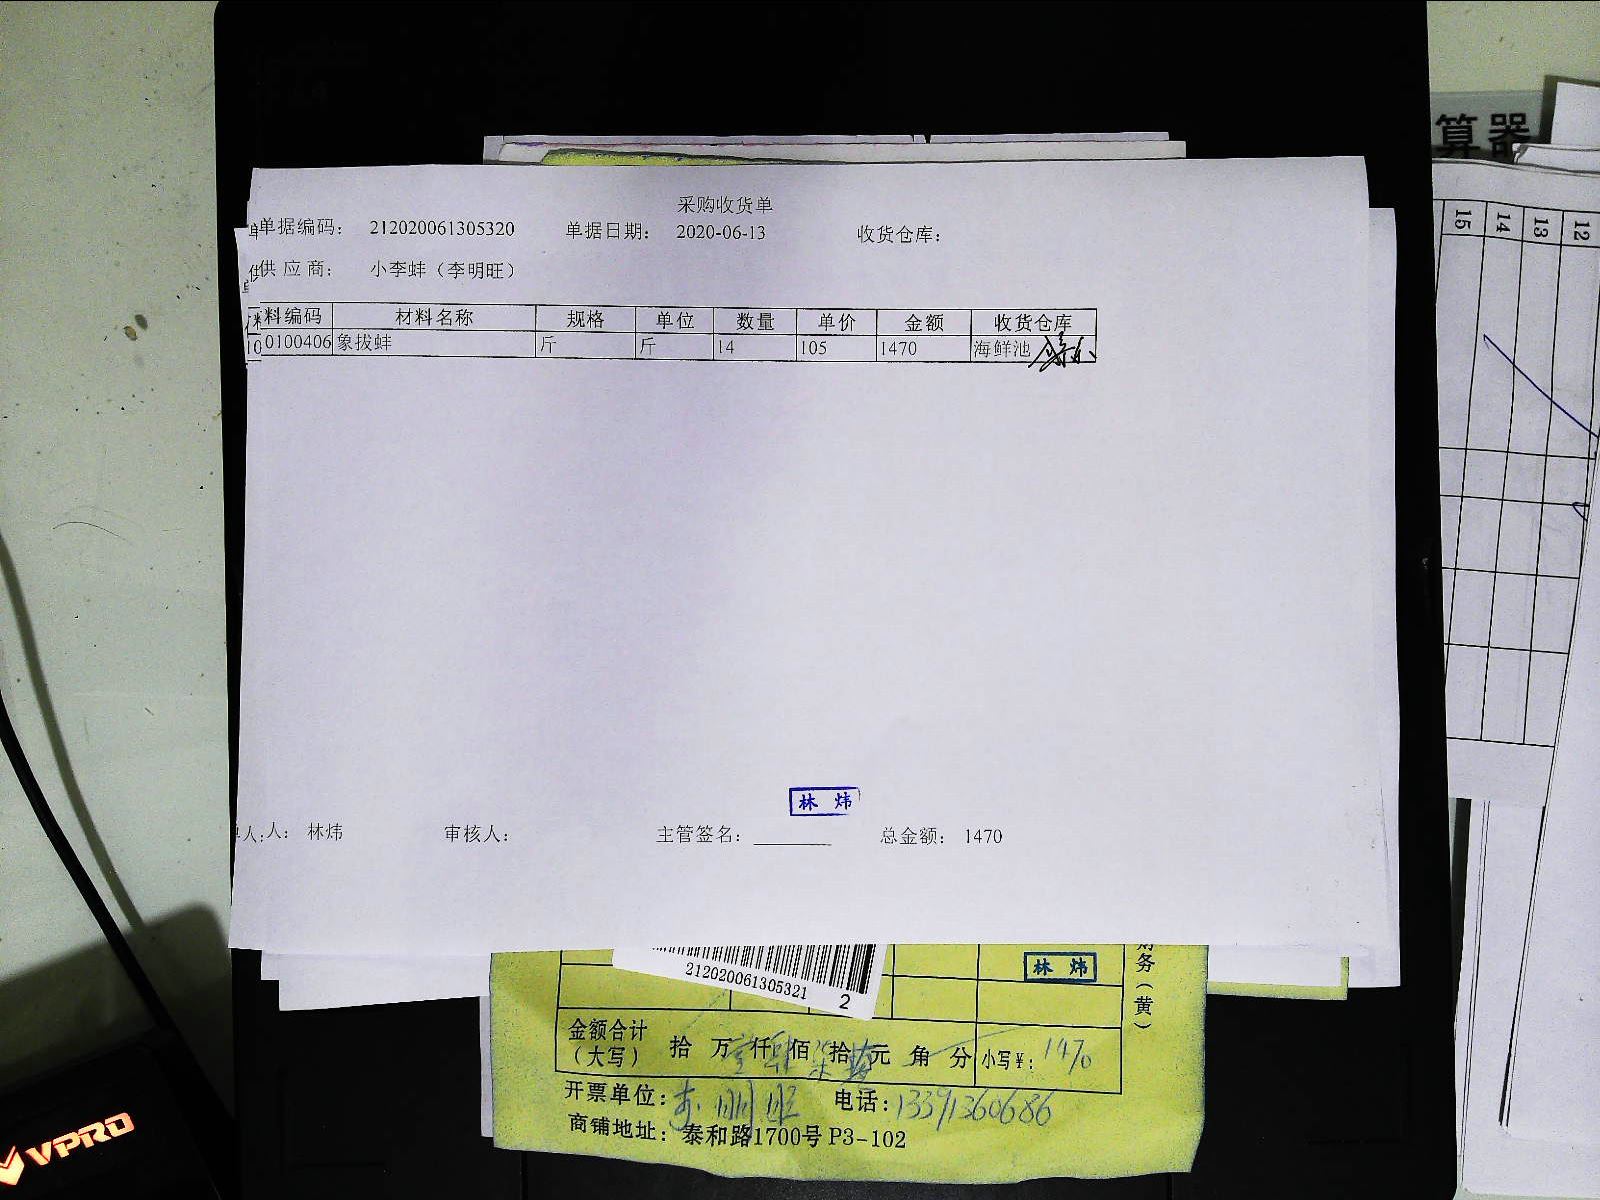 算器
采购收货单
单据编码： 212020061305320 单据日期： 2020-06-13 收货仓库：
供应商： 小李蚌（李明旺）
料编码 材料名称 规格 单位 数量 单价 金额 收货仓库
0100406 象拔蚌 斤 斤 14 105 1470 海鲜池
林炜
人： 林炜 审核人： 主管签名： 总金额： 1470
212020061305321
2
林炜
务（黄）
金额合计（大写） 拾万仟佰拾元角分 小写¥： 1470
开票单位：李明旺 电话：13391360686
商铺地址：泰和路1700号P3-102
VPRO
15 14 13 12